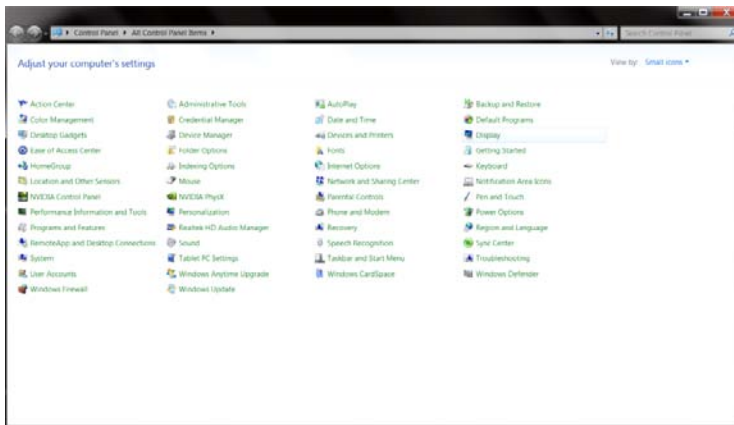 Control Panel All Control Panel Items Search Control Panel
Adjust your computer's settings View by: Small icons
Action Center Administrative Tools AutoPlay Backup and Restore
Color Management Credential Manager Date and Time Default Programs
Desktop Gadgets Device Manager Devices and Printers Display
Ease of Access Center Folder Options Fonts Getting Started
HomeGroup Indexing Options Internet Options Keyboard
Location and Other Sensors Mouse Network and Sharing Center Notification Area Icons
NVIDIA Control Panel NVIDIA PhysX Parental Controls Pen and Touch
Performance Information and Tools Personalization Phone and Modem Power Options
Programs and Features Realtek HD Audio Manager Recovery Region and Language
RemoteApp and Desktop Connections Sound Speech Recognition Sync Center
System Tablet PC Settings Taskbar and Start Menu Troubleshooting
User Accounts Windows Anytime Upgrade Windows CardSpace Windows Defender
Windows Firewall Windows Update